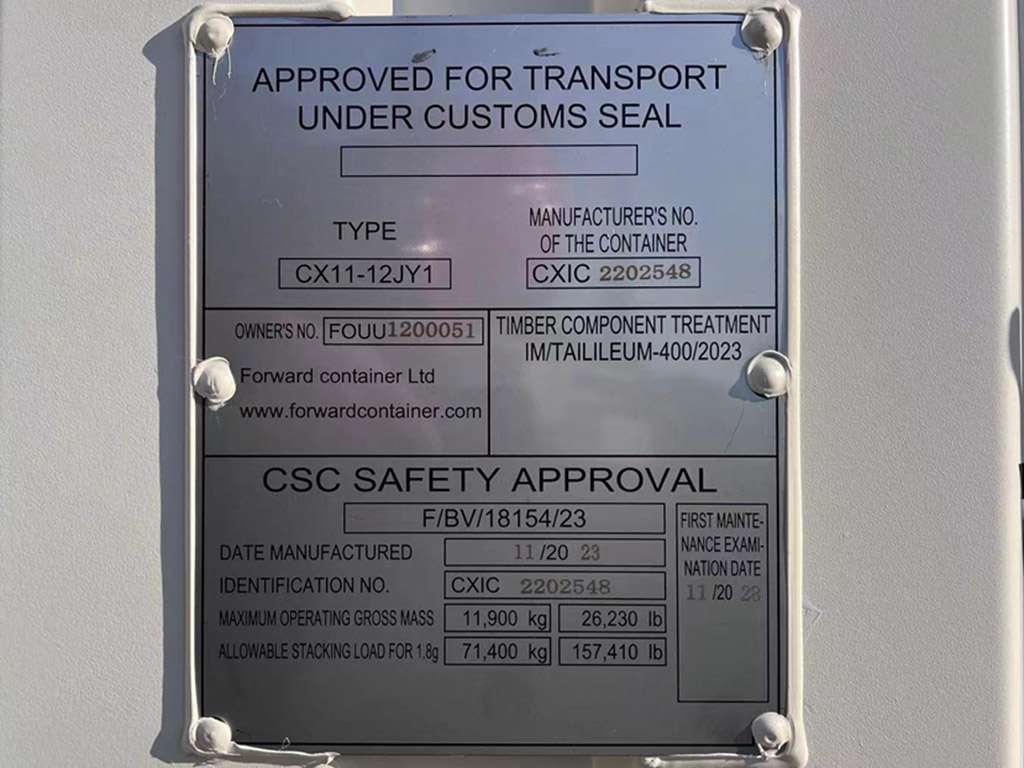 APPROVED FOR TRANSPORT
UNDER CUSTOMS SEAL
TYPE
CX11-12JY1
MANUFACTURER'S NO.
OF THE CONTAINER
CXIC 2202548
OWNER'S NO. FOUU1200051
Forward container Ltd
www.forwardcontainer.com
TIMBER COMPONENT TREATMENT
IM/TAILILEUM-400/2023
CSC SAFETY APPROVAL
F/BV/18154/23
DATE MANUFACTURED 11/20 23
IDENTIFICATION NO. CXIC 2202548
MAXIMUM OPERATING GROSS MASS 11,900 kg 26,230 lb
ALLOWABLE STACKING LOAD FOR 1.8g 71,400 kg 157,410 lb
FIRST MAINTE-
NANCE EXAMI-
NATION DATE
11/20 28